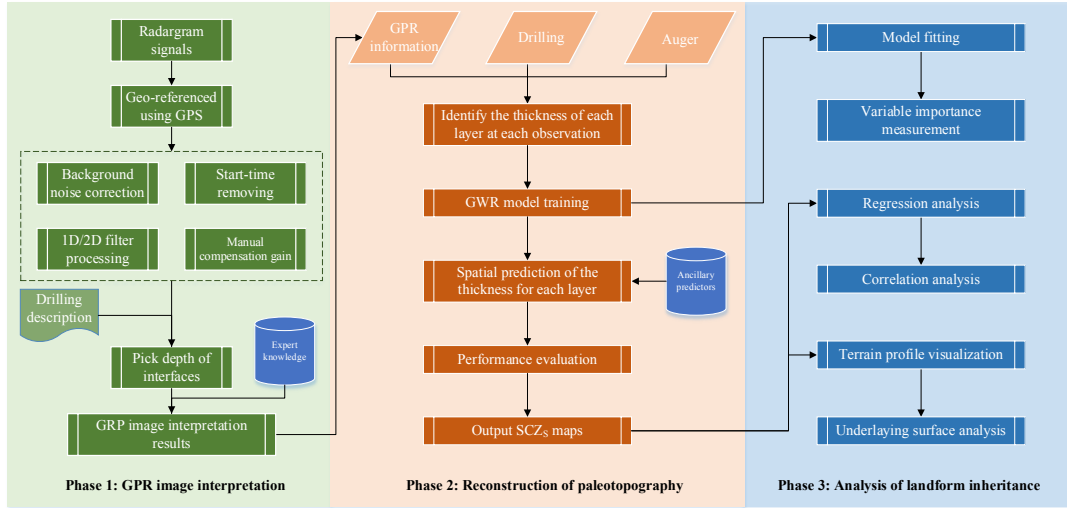 Radargram
signals
Geo-referenced
using GPS
Background
noise correction
Start-time
removing
1D/2D filter
processing
Manual
compensation gain
Drilling
description
Expert
knowledge
Pick depth of
interfaces
GRP image interpretation
results
Phase 1: GPR image interpretation
GPR
information
Drilling
Auger
Identify the thickness of each
layer at each observation
GWR model training
Spatial prediction of the
thickness for each layer
Ancillary
predictors
Performance evaluation
Output SCZs maps
Phase 2: Reconstruction of paleotopography
Model fitting
Variable importance
measurement
Regression analysis
Correlation analysis
Terrain profile visualization
Underlaying surface analysis
Phase 3: Analysis of landform inheritance